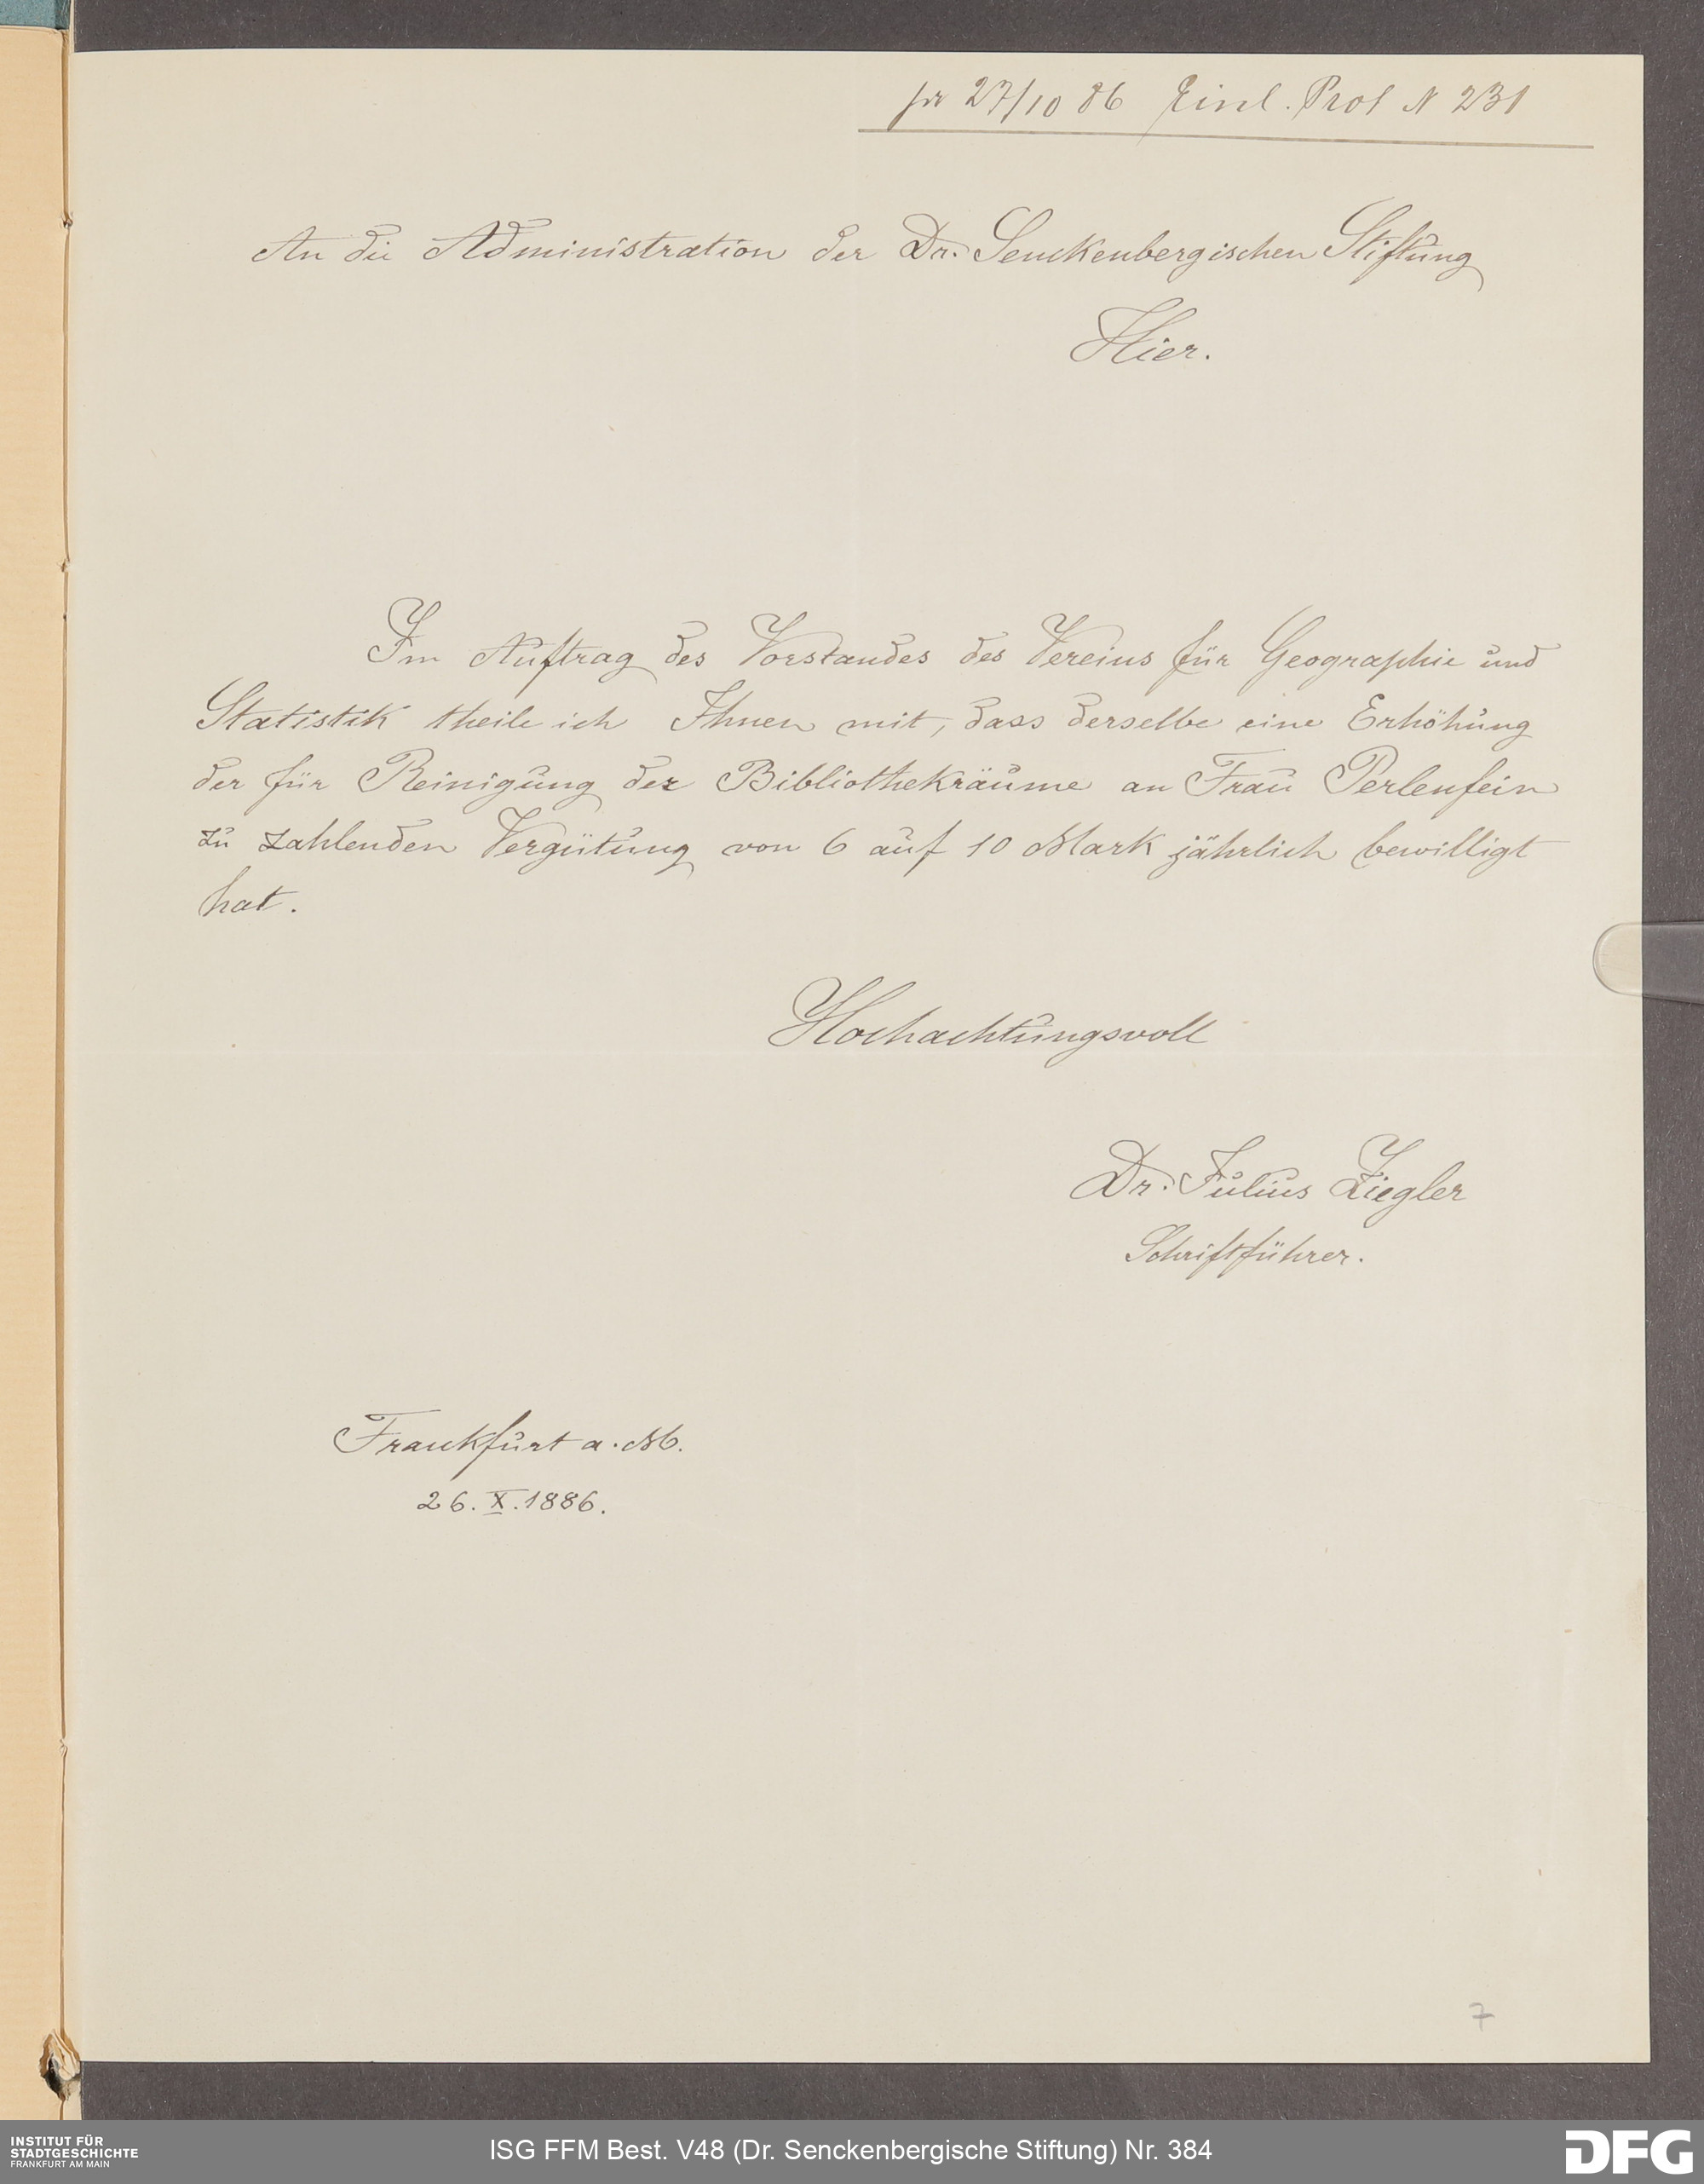 pr 27/10 86 Einl. Prot N 231
An die Administration der Dr. Senckenbergischen Stiftung
Hier.
Im Auftrag des Vorstandes des Vereins für Geographie und
Statistik theile ich Ihnen mit, dass derselbe eine Erhöhung
der für Reinigung der Bibliothekräume an Frau Perlenfein
zu zahlenden Vergütung von 6 auf 10 Mark jährlich bewilligt
hat.
Hochachtungsvoll
Dr. Julius Ziegler
Schriftführer.
Frankfurt a. M.
26. X. 1886.
7
INSTITUT FÜR
STADTGESCHICHTE
FRANKFURT AM MAIN
ISG FFM Best. V48 (Dr. Senckenbergische Stiftung) Nr. 384
DFG